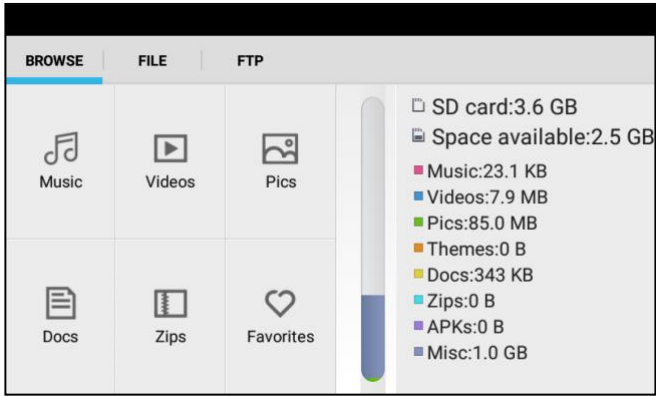 BROWSE FILE FTP
Music Videos Pics
Docs Zips Favorites
SD card:3.6 GB
Space available:2.5 GB
Music:23.1 KB
Videos:7.9 MB
Pics:85.0 MB
Themes:0 B
Docs:343 KB
Zips:0 B
APKs:0 B
Misc:1.0 GB